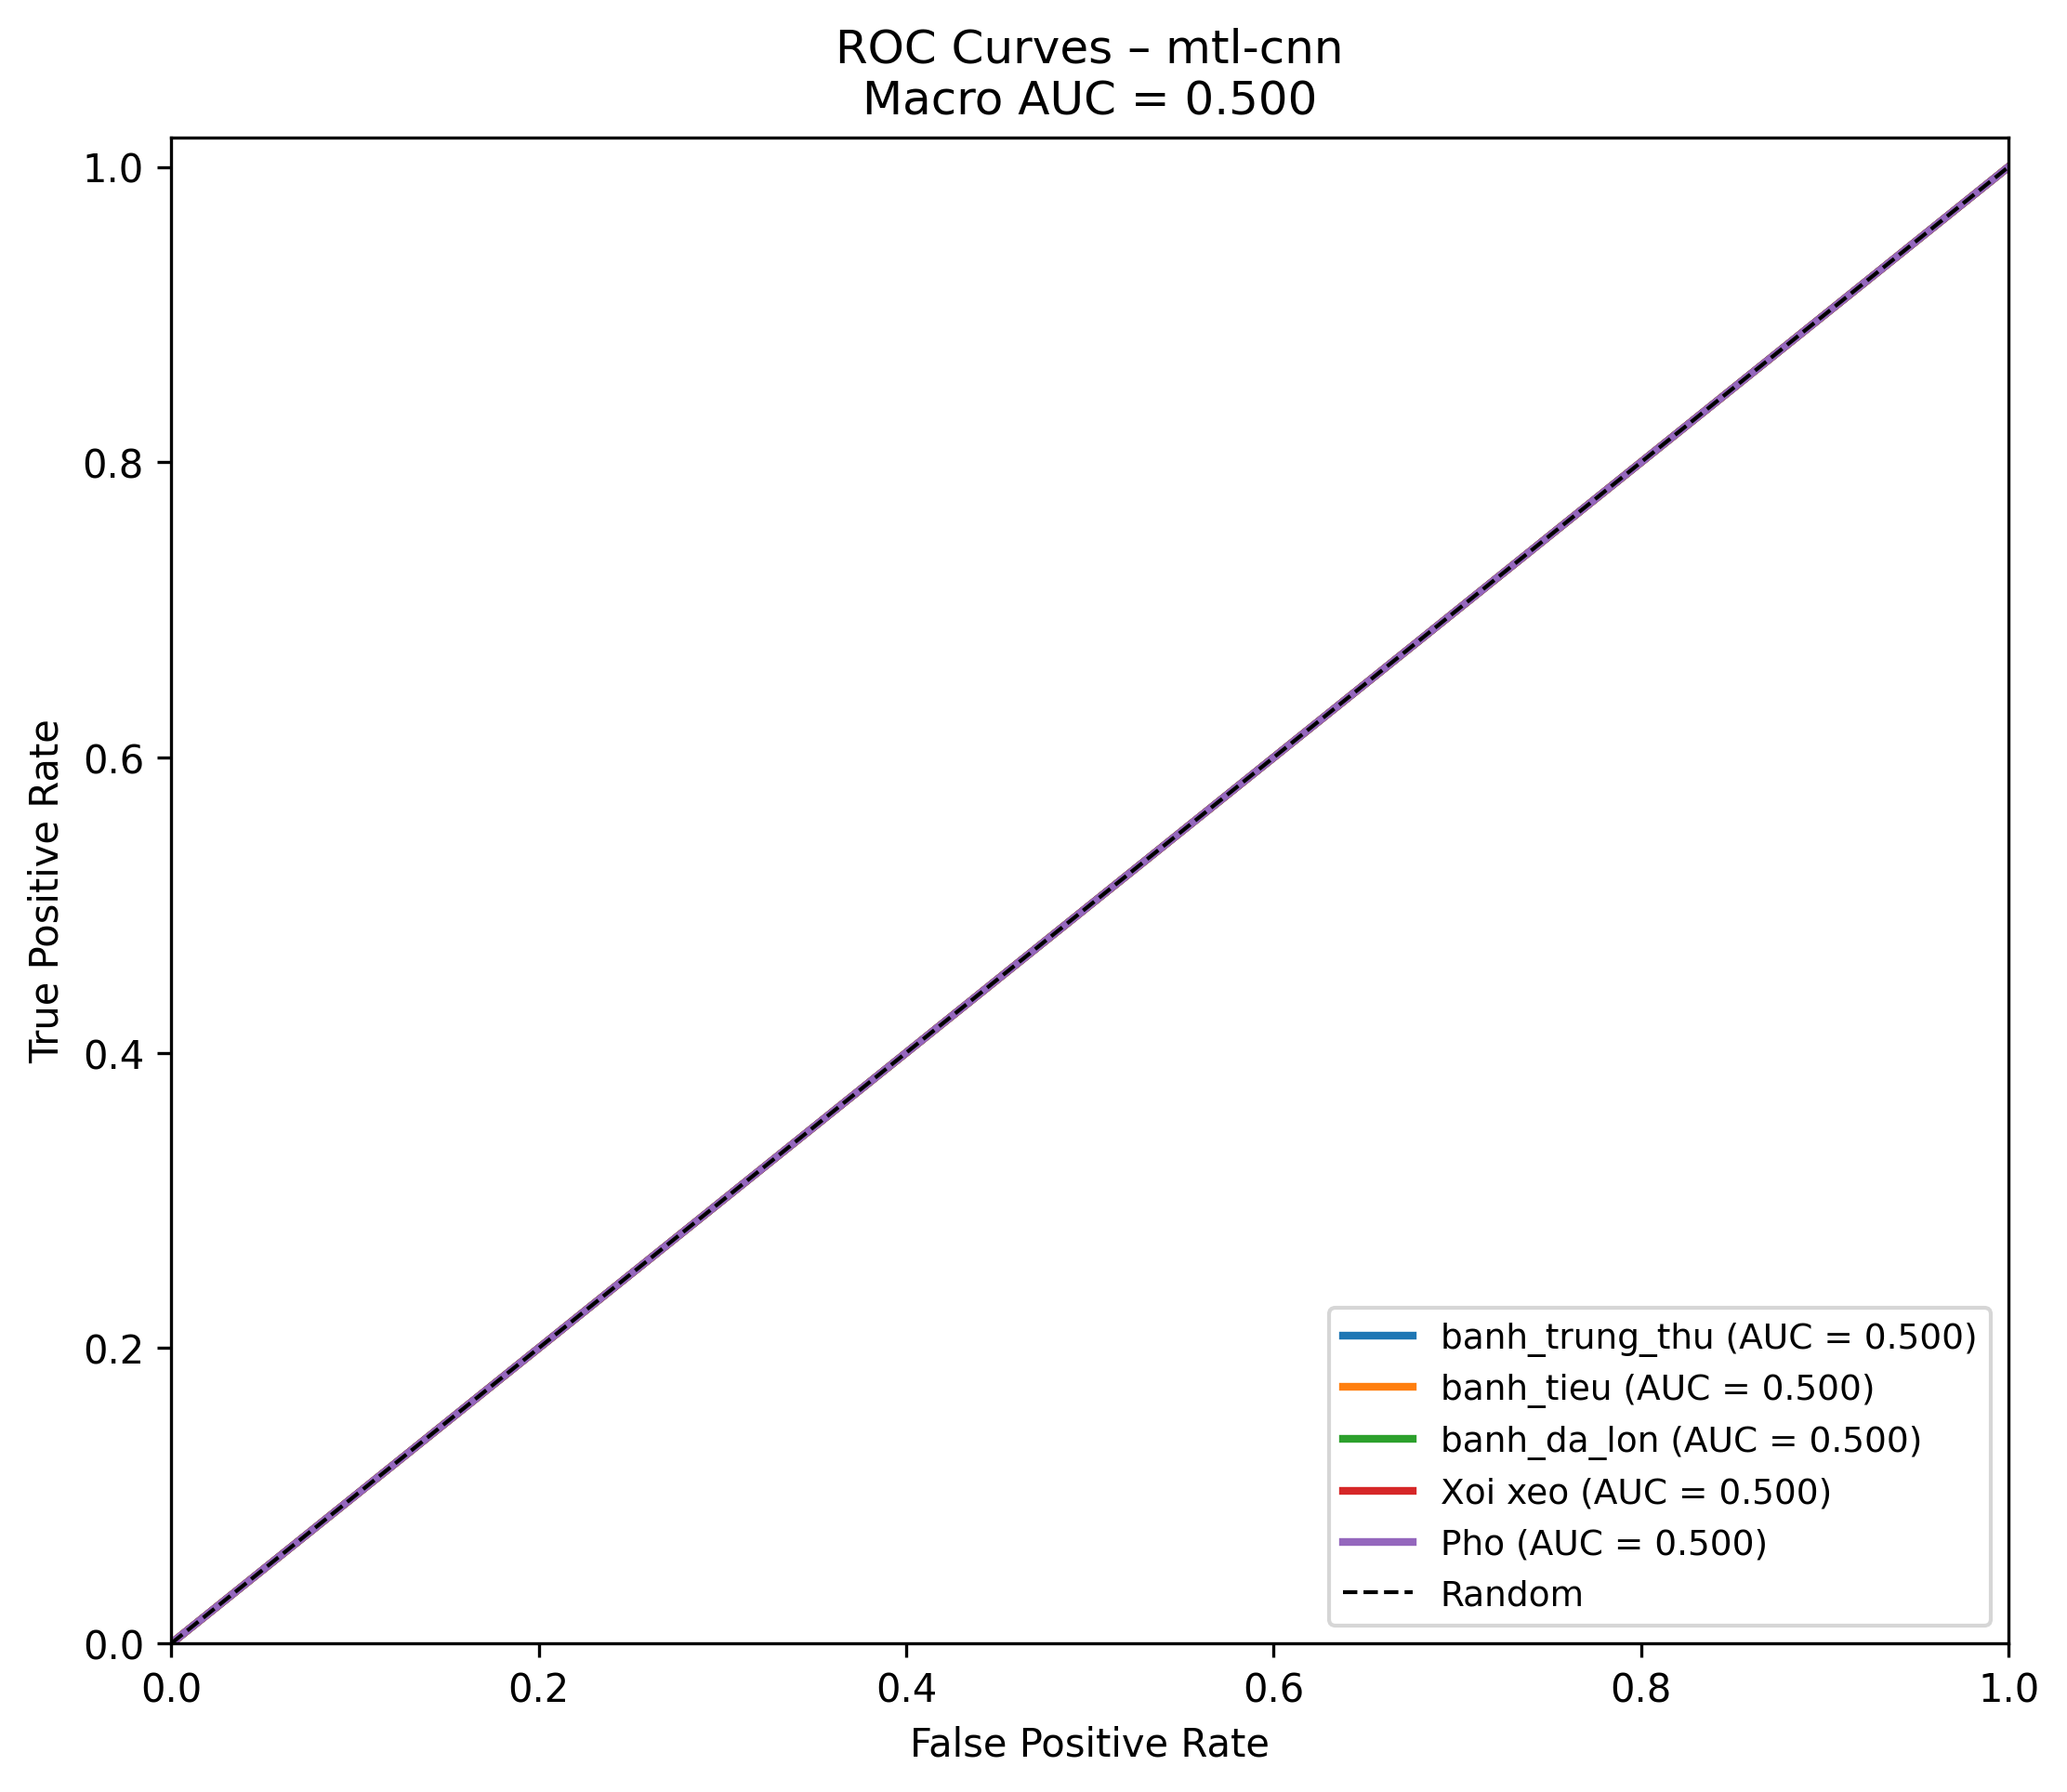 ROC Curves – mtl-cnn
Macro AUC = 0.500
True Positive Rate
1.0
0.8
0.6
0.4
0.2
0.0
banh_trung_thu (AUC = 0.500)
banh_tieu (AUC = 0.500)
banh_da_lon (AUC = 0.500)
Xoi xeo (AUC = 0.500)
Pho (AUC = 0.500)
Random
0.0 0.2 0.4 0.6 0.8 1.0
False Positive Rate